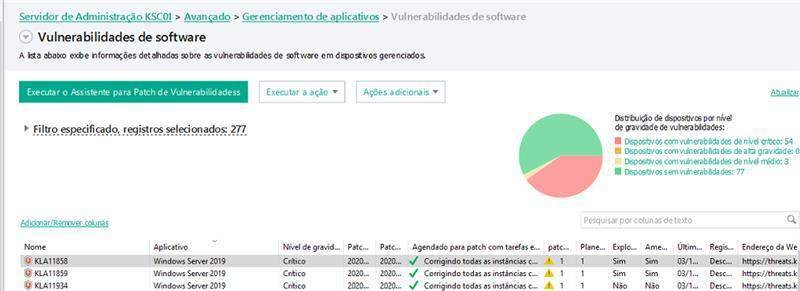 Servidor de Administração KSC01 > Avançado > Gerenciamento de aplicativos > Vulnerabilidades de software
Vulnerabilidades de software
A lista abaixo exibe informações detalhadas sobre as vulnerabilidades de software em dispositivos gerenciados.
Executar o Assistente para Patch de Vulnerabilidadess Executar a ação Ações adicionais Atualizar
Filtro especificado, registros selecionados: 277
Distribuição de dispositivos por nível
de gravidade de vulnerabilidades:
Dispositivos com vulnerabilidades de nível crítico: 54
Dispositivos com vulnerabilidades de alta gravidade: 0
Dispositivos com vulnerabilidades de nível médio: 3
Dispositivos sem vulnerabilidades: 77
Adicionar/Remover colunas Pesquisar por colunas de texto
Nome Aplicativo Nível de gravid... Patc... Patc... Agendado para patch com tarefas e... patc... Plane... Explo... Ame... Últim... Regis... Endereço da We
KLA11858 Windows Server 2019 Crítico 2020... 2020... Corrigindo todas as instâncias c... 1 1 Sim Sim 03/1... Desc... https://threats.k
KLA11859 Windows Server 2019 Crítico 2020... 2020... Corrigindo todas as instâncias c... 1 1 Sim Sim 03/1... Desc... https://threats.k
KLA11934 Windows Server 2019 Crítico 2020... 2020... Corrigindo todas as instâncias c... 1 1 Não Não 03/1... Desc... https://threats.k